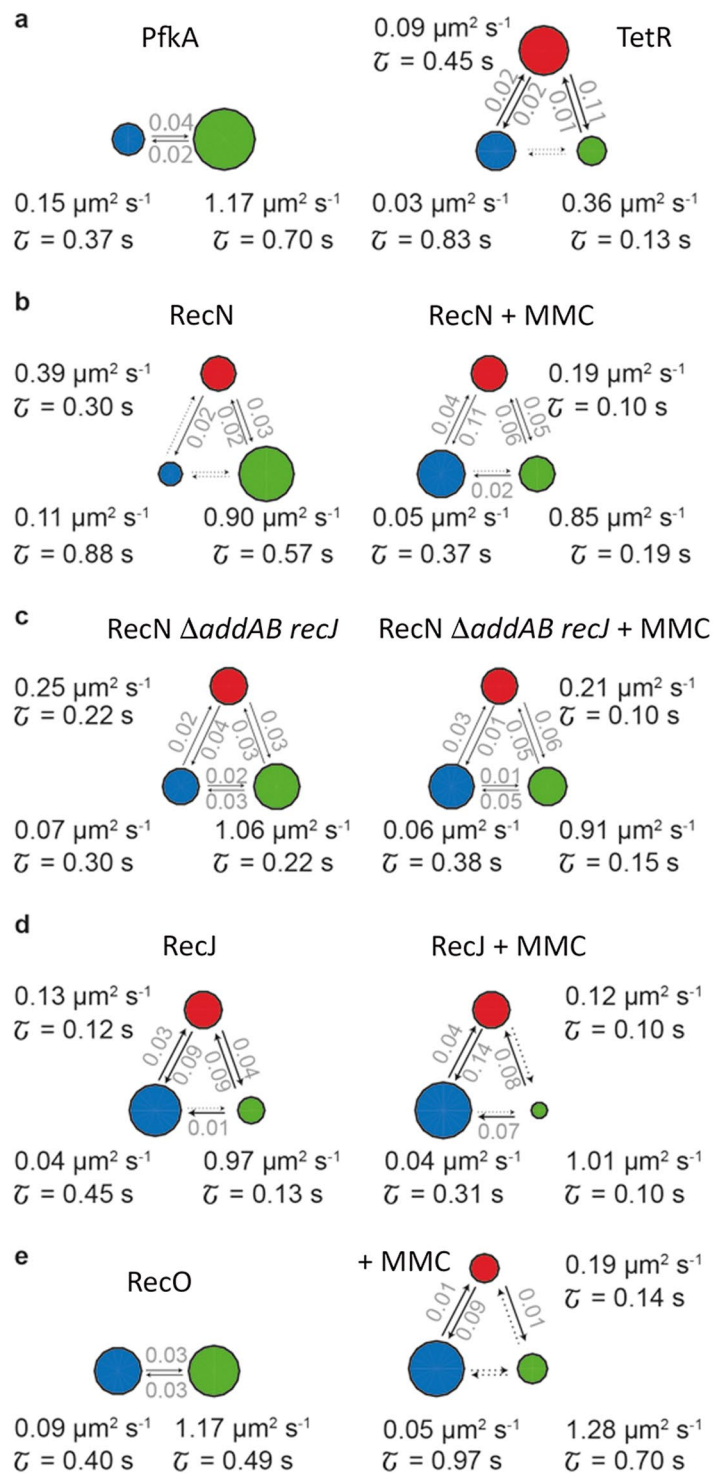 a
PfkA
TetR
0.09 µm² s⁻¹
τ = 0.45 s
0.04
0.02
0.02
0.02
0.01
0.11
0.15 µm² s⁻¹ 1.17 µm² s⁻¹ 0.03 µm² s⁻¹ 0.36 µm² s⁻¹
τ = 0.37 s τ = 0.70 s τ = 0.83 s τ = 0.13 s
b
RecN
RecN + MMC
0.39 µm² s⁻¹
τ = 0.30 s
0.02
0.02
0.03
0.19 µm² s⁻¹
τ = 0.10 s
0.04
0.11
0.06
0.05
0.02
0.11 µm² s⁻¹ 0.90 µm² s⁻¹ 0.05 µm² s⁻¹ 0.85 µm² s⁻¹
τ = 0.88 s τ = 0.57 s τ = 0.37 s τ = 0.19 s
c
RecN ΔaddAB recJ
RecN ΔaddAB recJ + MMC
0.25 µm² s⁻¹
τ = 0.22 s
0.02
0.04
0.03
0.03
0.02
0.03
0.21 µm² s⁻¹
τ = 0.10 s
0.03
0.01
0.05
0.06
0.01
0.05
0.07 µm² s⁻¹ 1.06 µm² s⁻¹ 0.06 µm² s⁻¹ 0.91 µm² s⁻¹
τ = 0.30 s τ = 0.22 s τ = 0.38 s τ = 0.15 s
d
RecJ
RecJ + MMC
0.13 µm² s⁻¹
τ = 0.12 s
0.03
0.09
0.09
0.04
0.01
0.12 µm² s⁻¹
τ = 0.10 s
0.04
0.14
0.08
0.07
0.04 µm² s⁻¹ 0.97 µm² s⁻¹ 0.04 µm² s⁻¹ 1.01 µm² s⁻¹
τ = 0.45 s τ = 0.13 s τ = 0.31 s τ = 0.10 s
e
RecO
+ MMC
0.03
0.03
0.19 µm² s⁻¹
τ = 0.14 s
0.01
0.09
0.01
0.09 µm² s⁻¹ 1.17 µm² s⁻¹ 0.05 µm² s⁻¹ 1.28 µm² s⁻¹
τ = 0.40 s τ = 0.49 s τ = 0.97 s τ = 0.70 s